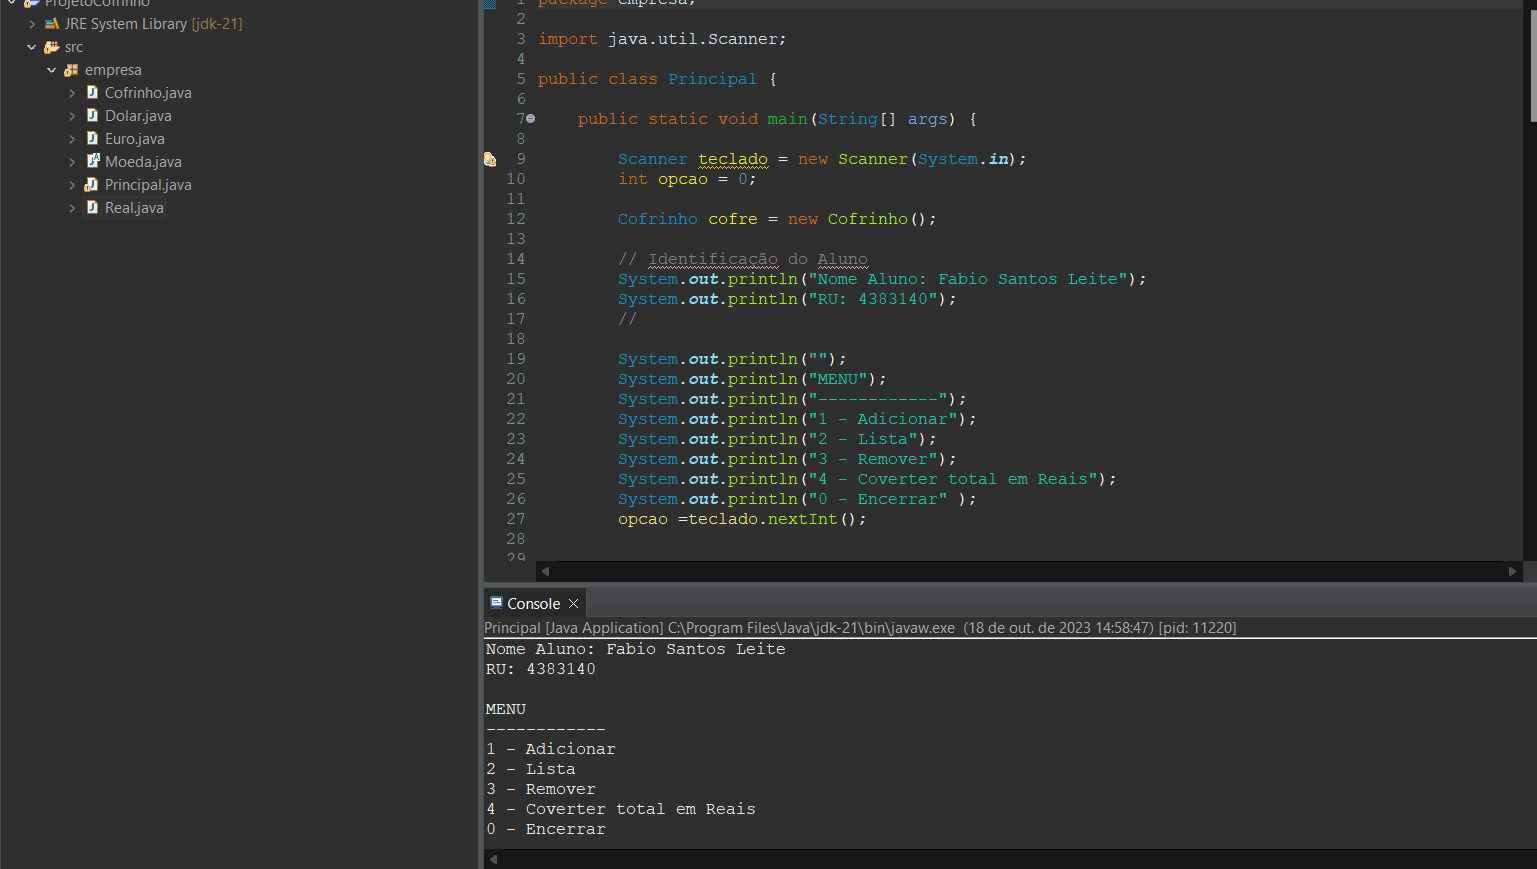 ProjetoCofrinho
JRE System Library [jdk-21]
src
empresa
Cofrinho.java
Dolar.java
Euro.java
Moeda.java
Principal.java
Real.java
1 package empresa;
2
3 import java.util.Scanner;
4
5 public class Principal {
6
7 public static void main(String[] args) {
8
9 Scanner teclado = new Scanner(System.in);
10 int opcao = 0;
11
12 Cofrinho cofre = new Cofrinho();
13
14 // Identificação do Aluno
15 System.out.println("Nome Aluno: Fabio Santos Leite");
16 System.out.println("RU: 4383140");
17 //
18
19 System.out.println("");
20 System.out.println("MENU");
21 System.out.println("------------");
22 System.out.println("1 - Adicionar");
23 System.out.println("2 - Lista");
24 System.out.println("3 - Remover");
25 System.out.println("4 - Coverter total em Reais");
26 System.out.println("0 - Encerrar" );
27 opcao =teclado.nextInt();
28
29
Console
Principal [Java Application] C:\Program Files\Java\jdk-21\bin\javaw.exe (18 de out. de 2023 14:58:47) [pid: 11220]
Nome Aluno: Fabio Santos Leite
RU: 4383140
MENU
------------
1 - Adicionar
2 - Lista
3 - Remover
4 - Coverter total em Reais
0 - Encerrar